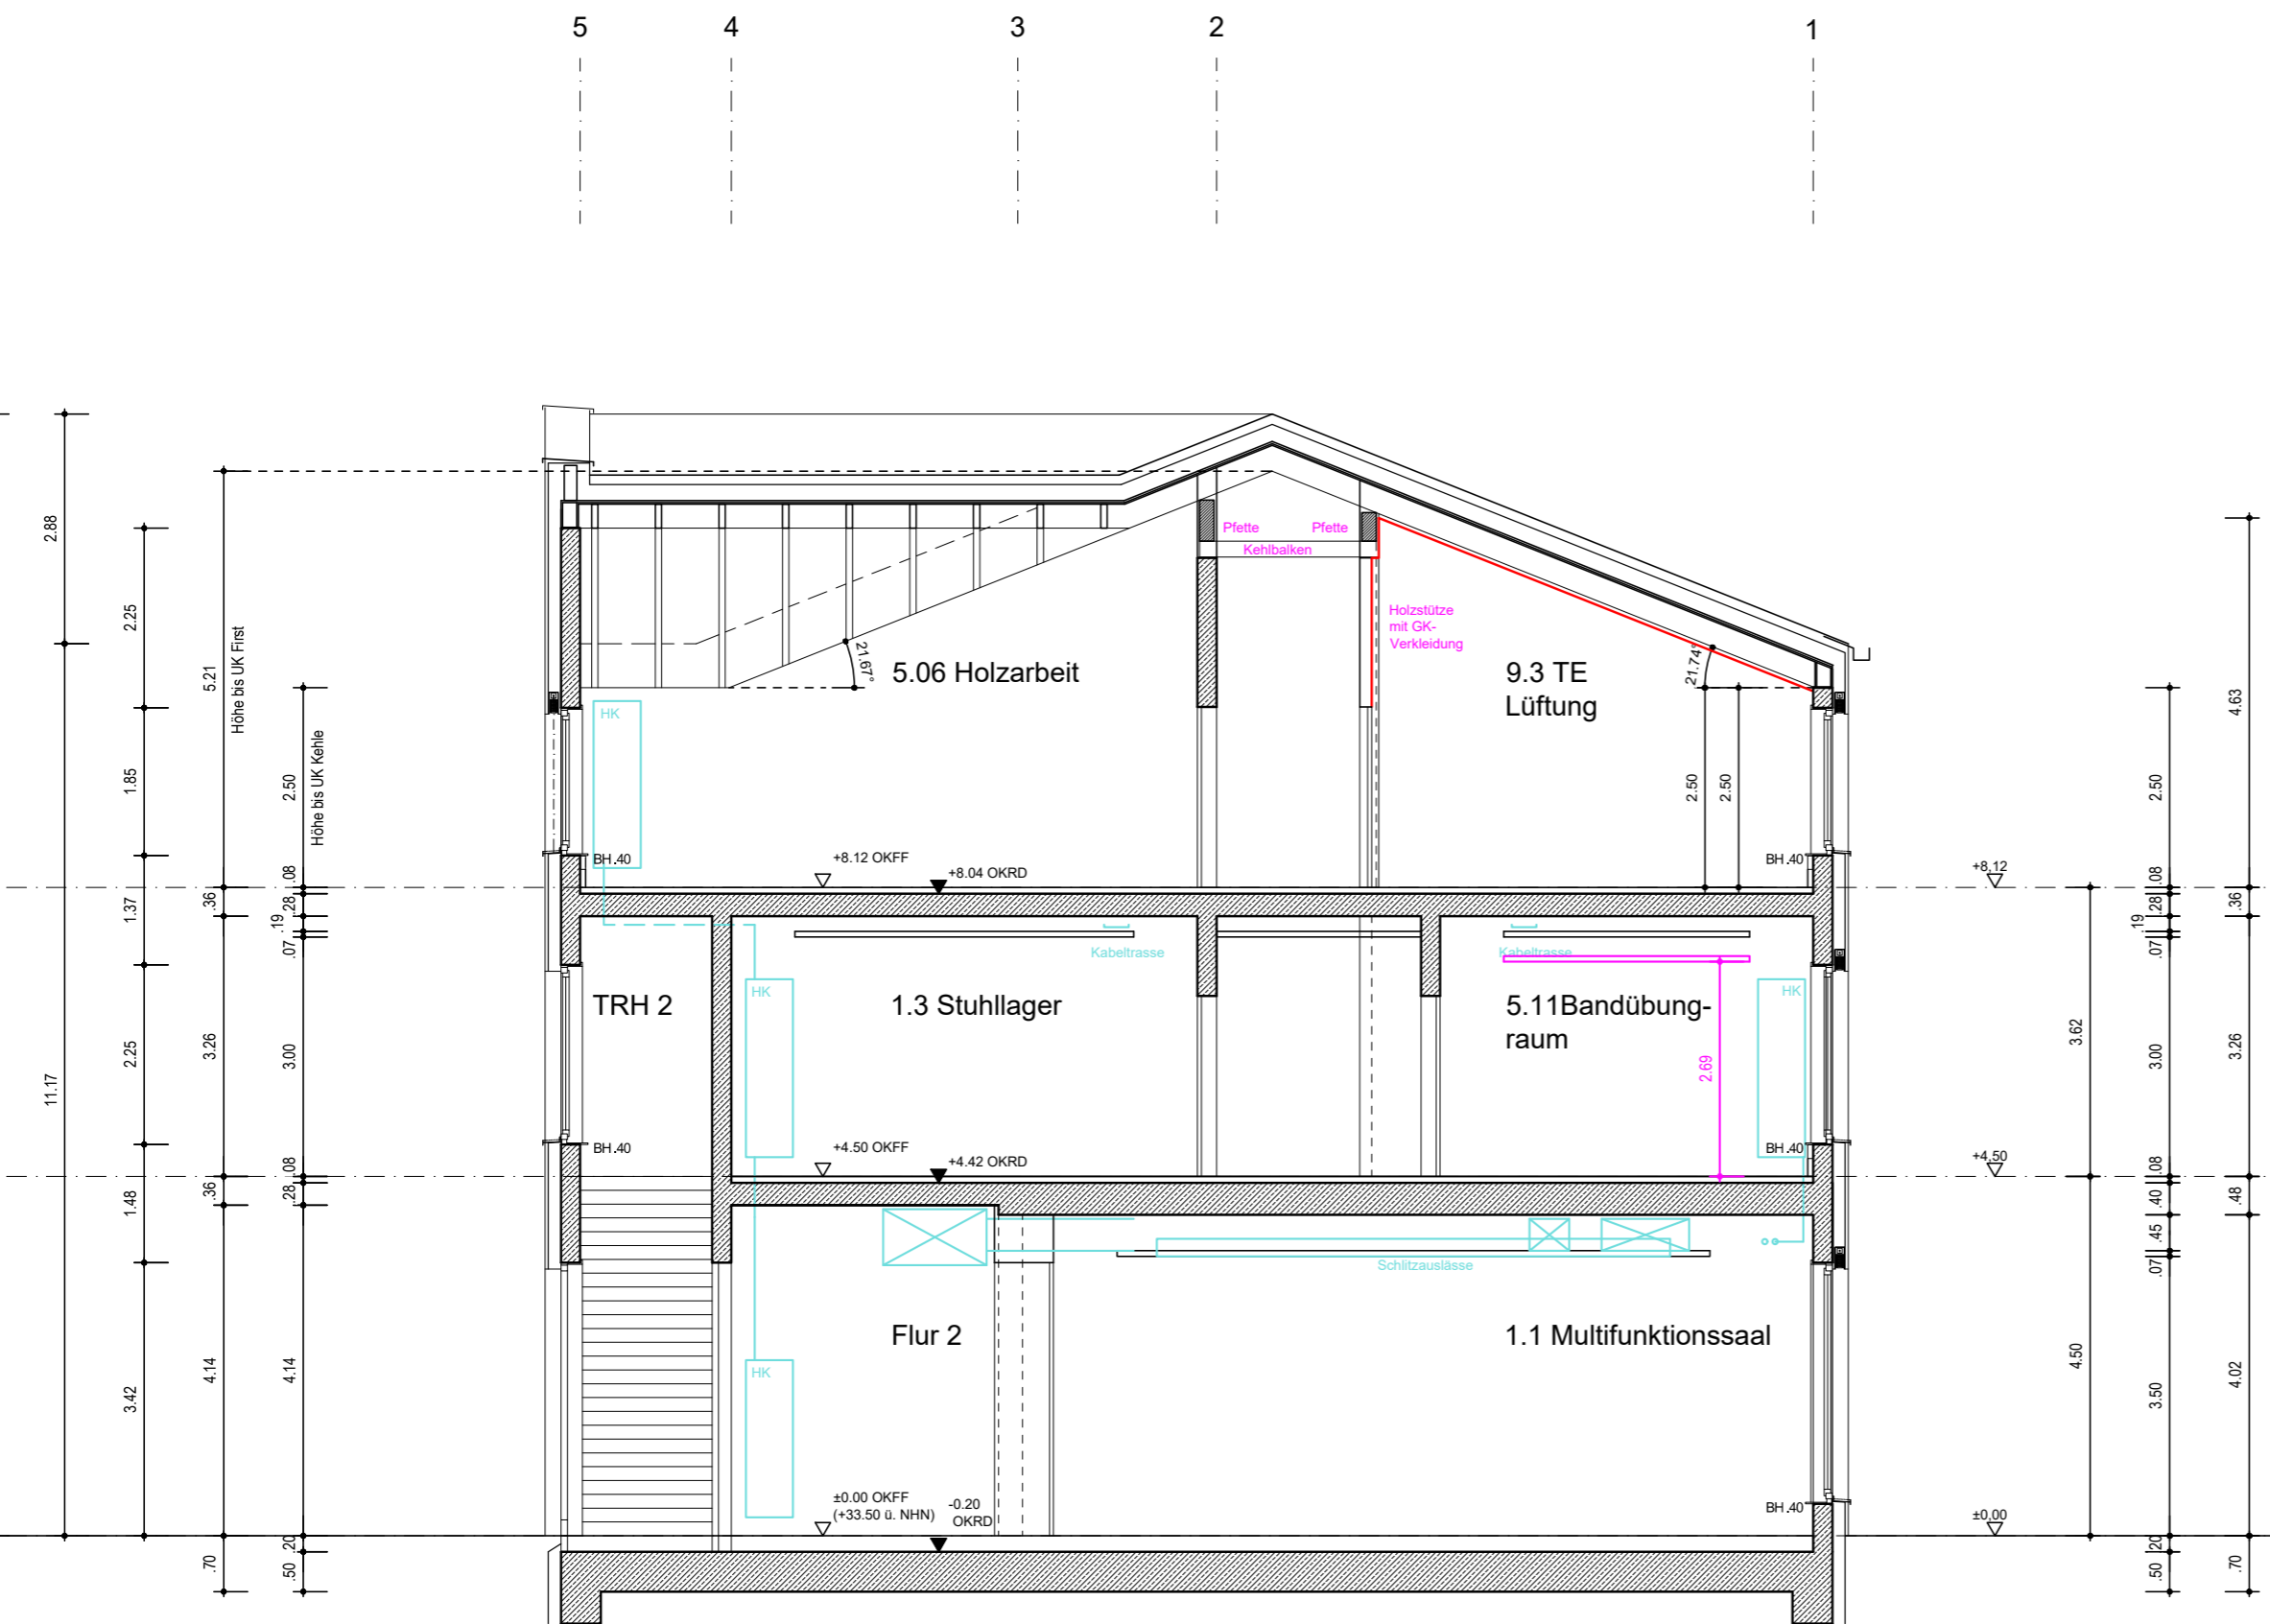 5 4 3 2 1
Pfette Pfette
Kehlbalken
Holzstütze
mit GK-
Verkleidung
21.67°
21.74°
5.06 Holzarbeit
9.3 TE
Lüftung
HK
2.50 2.50
BH.40
+8.12 OKFF
+8.04 OKRD
BH.40
+8,12
Kabeltrasse
Kabeltrasse
HK
HK
TRH 2
1.3 Stuhllager
5.11Bandübung-
raum
2.69
BH.40
+4.50 OKFF
+4.42 OKRD
BH.40
+4,50
Schlitzauslässe
Flur 2
1.1 Multifunktionssaal
HK
±0.00 OKFF
(+33.50 ü. NHN)
-0.20
OKRD
BH.40
±0,00
2.88
11.17
2.25
1.85
1.37
2.25
1.48
3.42
5.21
Höhe bis UK First
.36
3.26
.36
4.14
.70
2.50
Höhe bis UK Kehle
.08
.28
.19
.07
3.00
.08
.28
4.14
.20
.50
3.62
4.50
2.50
.08
.28
.19
.07
3.00
.08
.40
.45
.07
3.50
.20
.50
4.63
.36
3.26
.48
4.02
.70